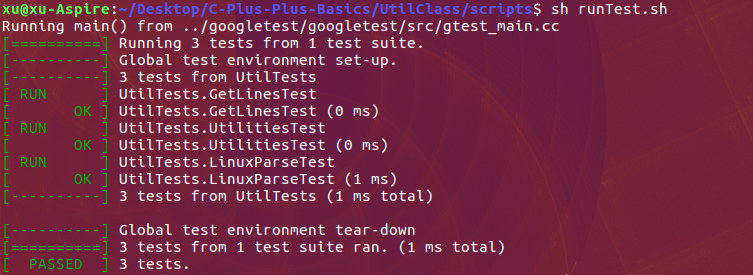 xu@xu-Aspire:~/Desktop/C-Plus-Plus-Basics/UtilClass/scripts$ sh runTest.sh
Running main() from ../googletest/googletest/src/gtest_main.cc
[==========] Running 3 tests from 1 test suite.
[----------] Global test environment set-up.
[----------] 3 tests from UtilTests
[ RUN      ] UtilTests.GetLinesTest
[       OK ] UtilTests.GetLinesTest (0 ms)
[ RUN      ] UtilTests.UtilitiesTest
[       OK ] UtilTests.UtilitiesTest (0 ms)
[ RUN      ] UtilTests.LinuxParseTest
[       OK ] UtilTests.LinuxParseTest (1 ms)
[----------] 3 tests from UtilTests (1 ms total)
[----------] Global test environment tear-down
[==========] 3 tests from 1 test suite ran. (1 ms total)
[  PASSED  ] 3 tests.